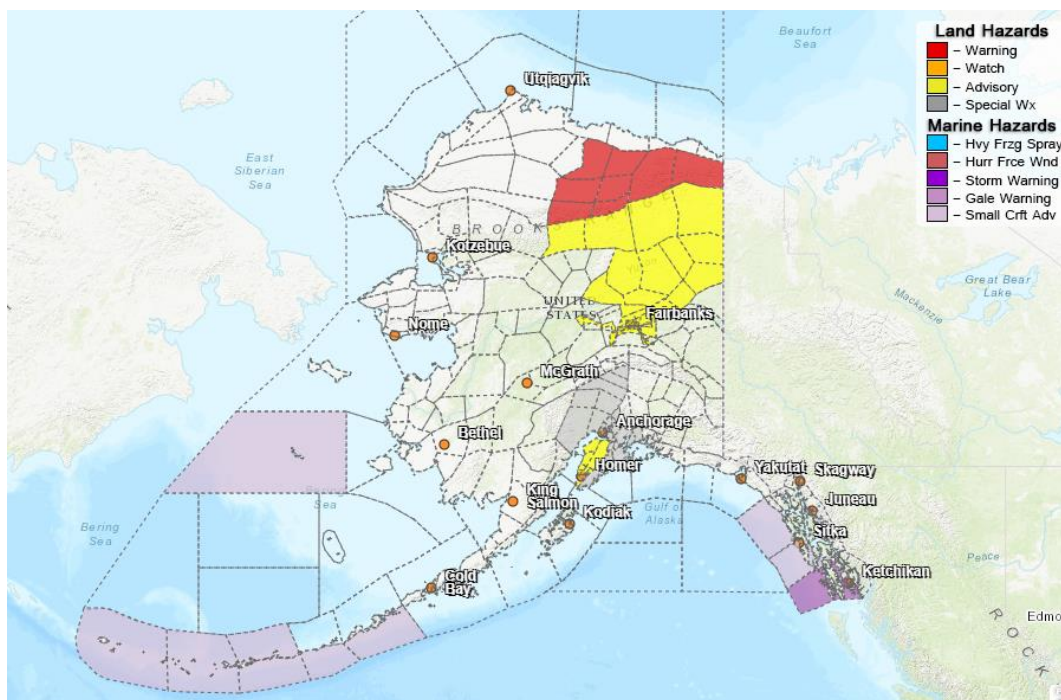 Land Hazards
– Warning
– Watch
– Advisory
– Special Wx
Marine Hazards
– Hvy Frzg Spray
– Hurr Frce Wnd
– Storm Warning
– Gale Warning
– Small Crft Adv
Beaufort
Sea
Utqiagvik
East
Siberian
Sea
BROOK
Kotzebue
Yukon
Great Bear
Lake
Mackenzie
UNITED
STATES
Fairbanks
Nome
McGrath
Anchorage
Bethel
Homer
Yakutat
Skagway
King
Salmon
Juneau
Kodiak
Gulf of
Alaska
Sitka
Bering
Sea
Sea
Peace
Ketchikan
Cold
Bay
Edmo
ROCK